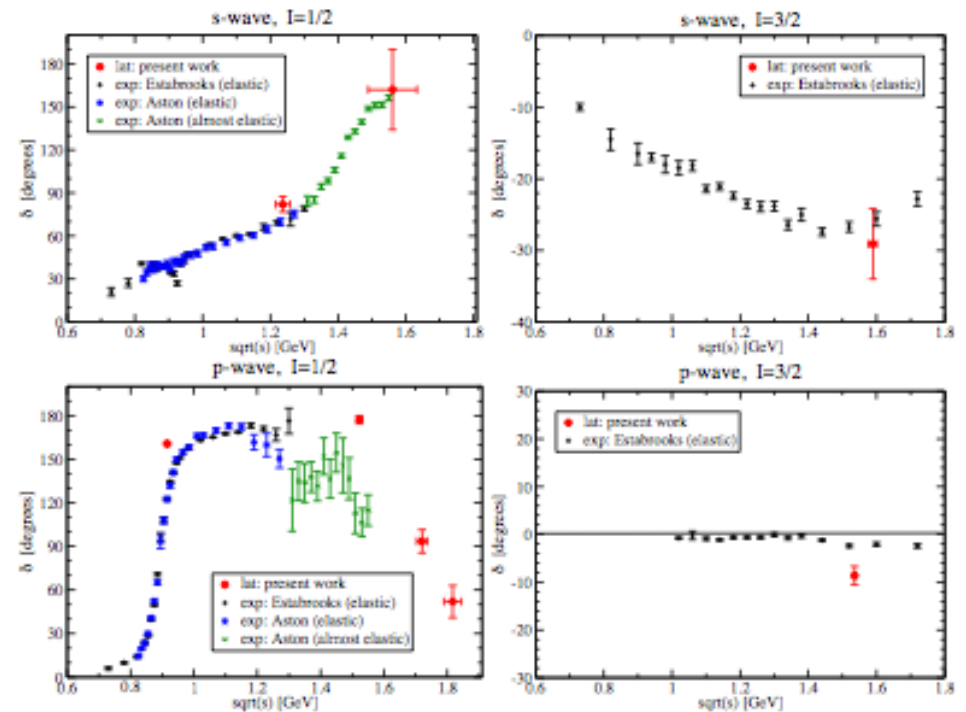 s-wave, I=1/2
180
150
120
90
60
30
0
δ [degrees]
lat: present work
exp: Estabrooks (elastic)
exp: Aston (elastic)
exp: Aston (almost elastic)
0.6 0.8 1 1.2 1.4 1.6 1.8
sqrt(s) [GeV]
s-wave, I=3/2
0
-10
-20
-30
-40
δ [degrees]
lat: present work
exp: Estabrooks (elastic)
0.6 0.8 1 1.2 1.4 1.6 1.8
sqrt(s) [GeV]
p-wave, I=1/2
180
150
120
90
60
30
0
δ [degrees]
lat: present work
exp: Estabrooks (elastic)
exp: Aston (elastic)
exp: Aston (almost elastic)
0.6 0.8 1 1.2 1.4 1.6 1.8
sqrt(s) [GeV]
p-wave, I=3/2
30
20
10
0
-10
-20
-30
δ [degrees]
lat: present work
exp: Estabrooks (elastic)
0.6 0.8 1 1.2 1.4 1.6 1.8
sqrt(s) [GeV]